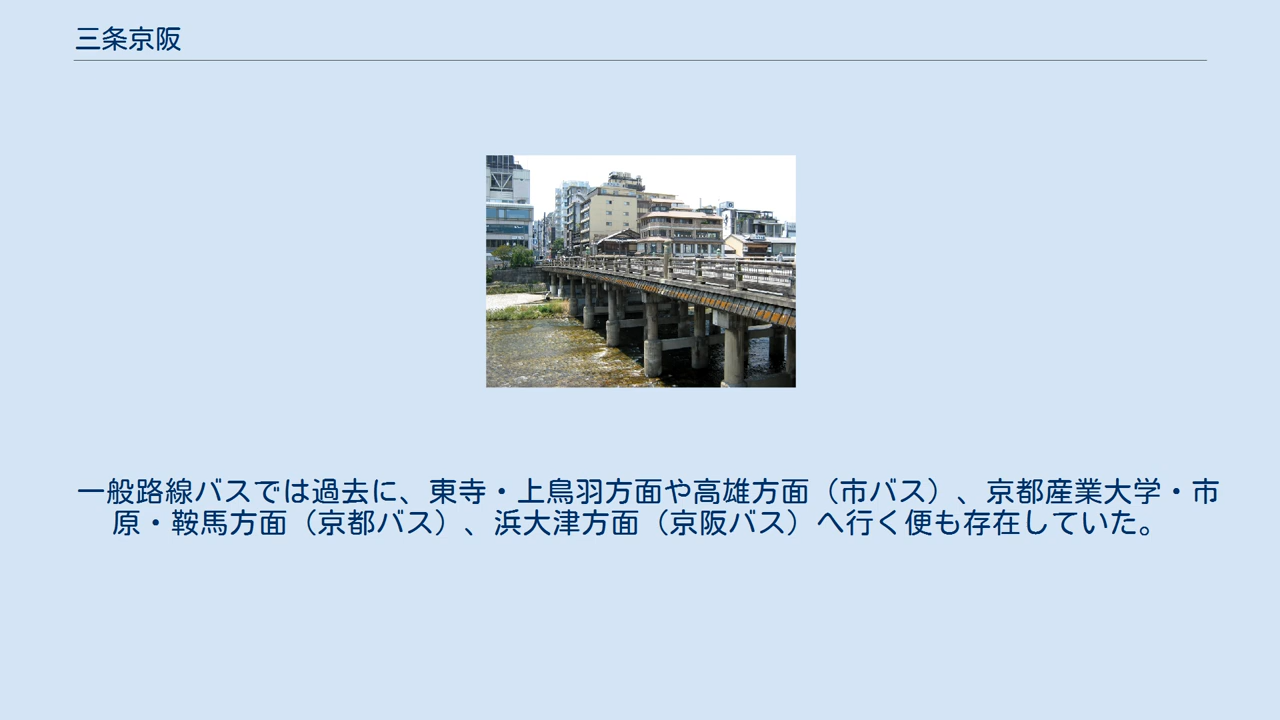 三条京阪
一般路線バスでは過去に、東寺・上鳥羽方面や高雄方面（市バス）、京都産業大学・市
原・鞍馬方面（京都バス）、浜大津方面（京阪バス）へ行く便も存在していた。